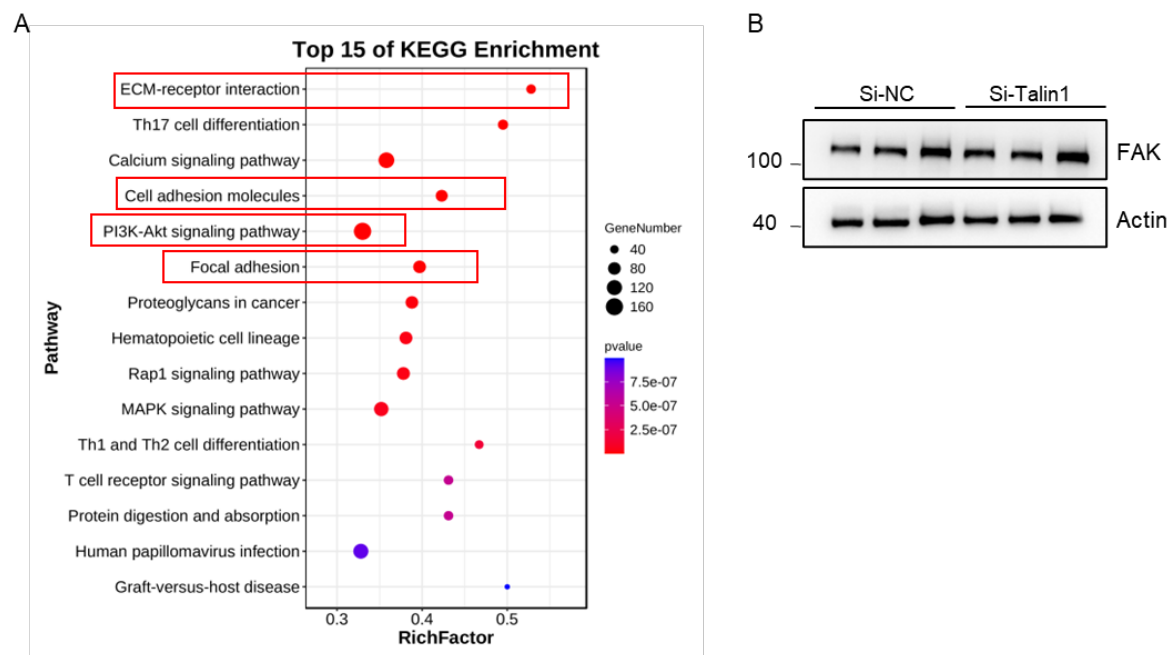 A
Top 15 of KEGG Enrichment
Pathway
ECM-receptor interaction
Th17 cell differentiation
Calcium signaling pathway
Cell adhesion molecules
PI3K-Akt signaling pathway
Focal adhesion
Proteoglycans in cancer
Hematopoietic cell lineage
Rap1 signaling pathway
MAPK signaling pathway
Th1 and Th2 cell differentiation
T cell receptor signaling pathway
Protein digestion and absorption
Human papillomavirus infection
Graft-versus-host disease
0.3 0.4 0.5
RichFactor
GeneNumber
40
80
120
160
pvalue
7.5e-07
5.0e-07
2.5e-07
B
Si-NC Si-Talin1
100 FAK
40 Actin